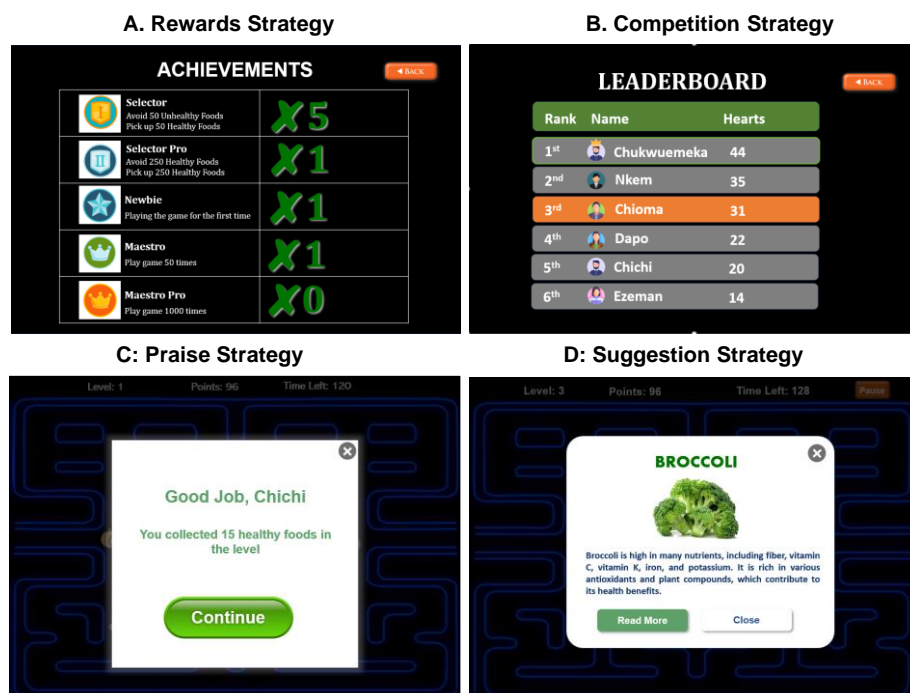 A. Rewards Strategy
B. Competition Strategy
ACHIEVEMENTS
BACK
Selector
Avoid 50 Unhealthy Foods
Pick up 50 Healthy Foods
X 5
Selector Pro
Avoid 250 Healthy Foods
Pick up 250 Healthy Foods
X 1
Newbie
Playing the game for the first time
X 1
Maestro
Play game 50 times
X 1
Maestro Pro
Play game 1000 times
X 0
LEADERBOARD
BACK
Rank Name Hearts
1st Chukwuemeka 44
2nd Nkem 35
3rd Chioma 31
4th Dapo 22
5th Chichi 20
6th Ezeman 14
C: Praise Strategy
D: Suggestion Strategy
Level: 1 Points: 96 Time Left: 120
Good Job, Chichi
You collected 15 healthy foods in
the level
Continue
Level: 3 Points: 96 Time Left: 128 Pause
BROCCOLI
Broccoli is high in many nutrients, including fiber, vitamin
C, vitamin K, iron, and potassium. It is rich in various
antioxidants and plant compounds, which contribute to
its health benefits.
Read More Close